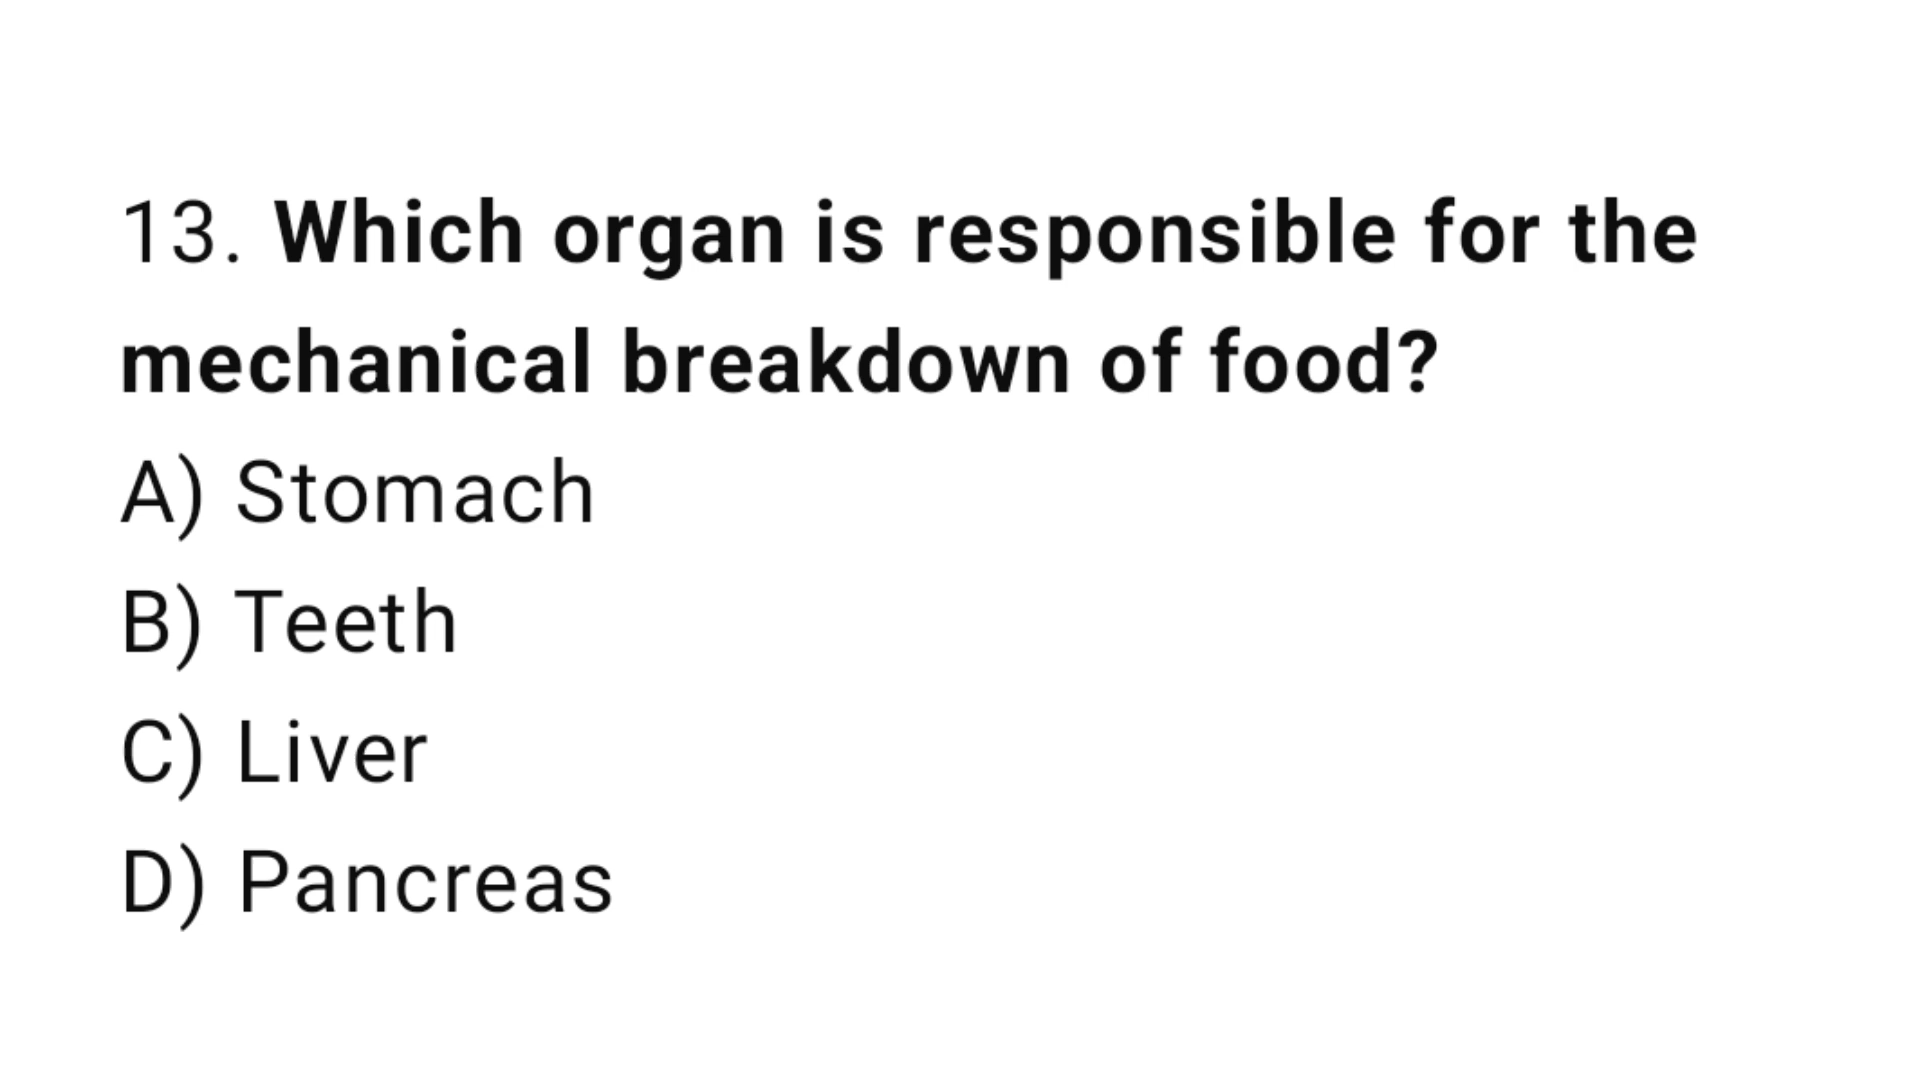 13. Which organ is responsible for the
mechanical breakdown of food?
A) Stomach
B) Teeth
C) Liver
D) Pancreas